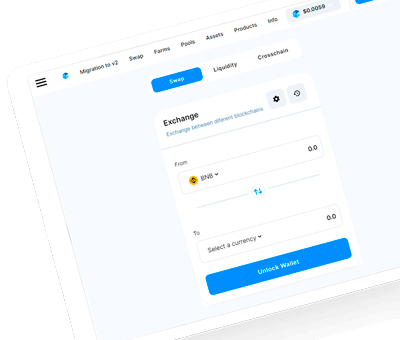 Migration to v2 Swap Farms Pools Assets Products Info $0.0059
Swap Liquidity Crosschain
Exchange
Exchange between diferent blockchains
From
BNB 0.0
To
Select a currency 0.0
Unlock Wallet